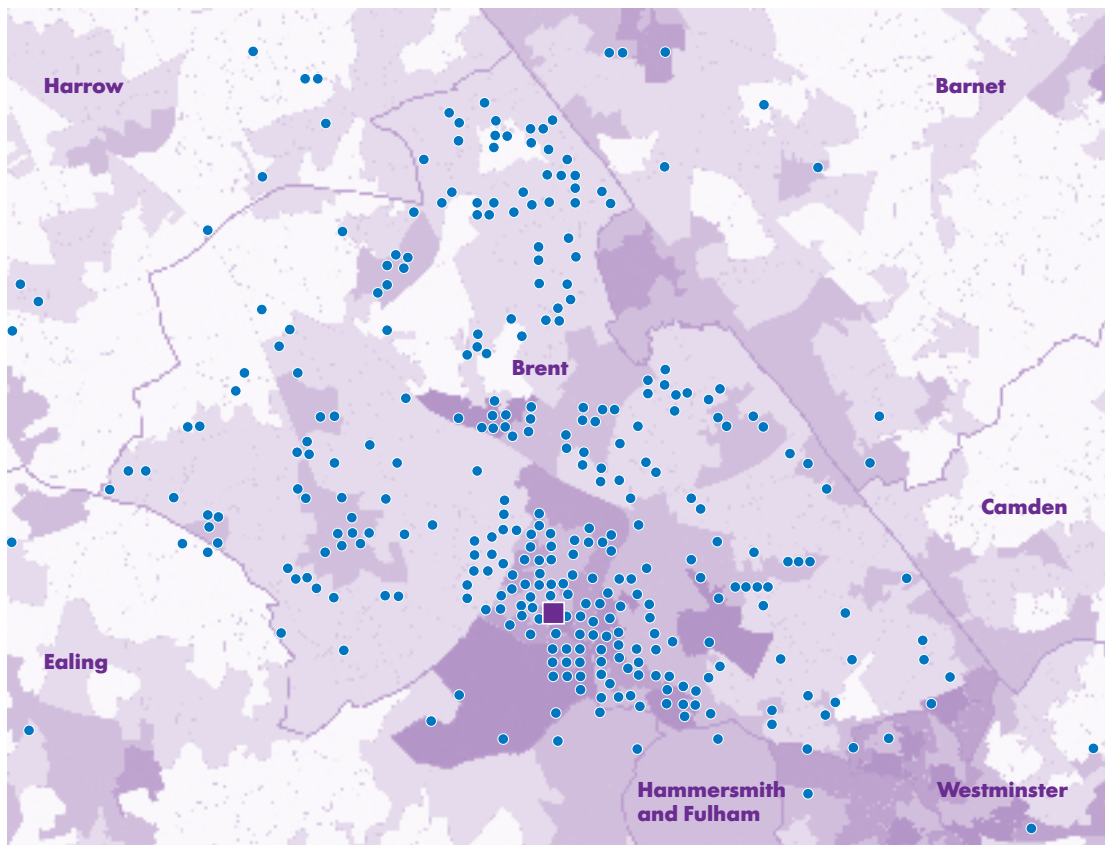 Harrow
Barnet
Brent
Camden
Ealing
Hammersmith
and Fulham
Westminster